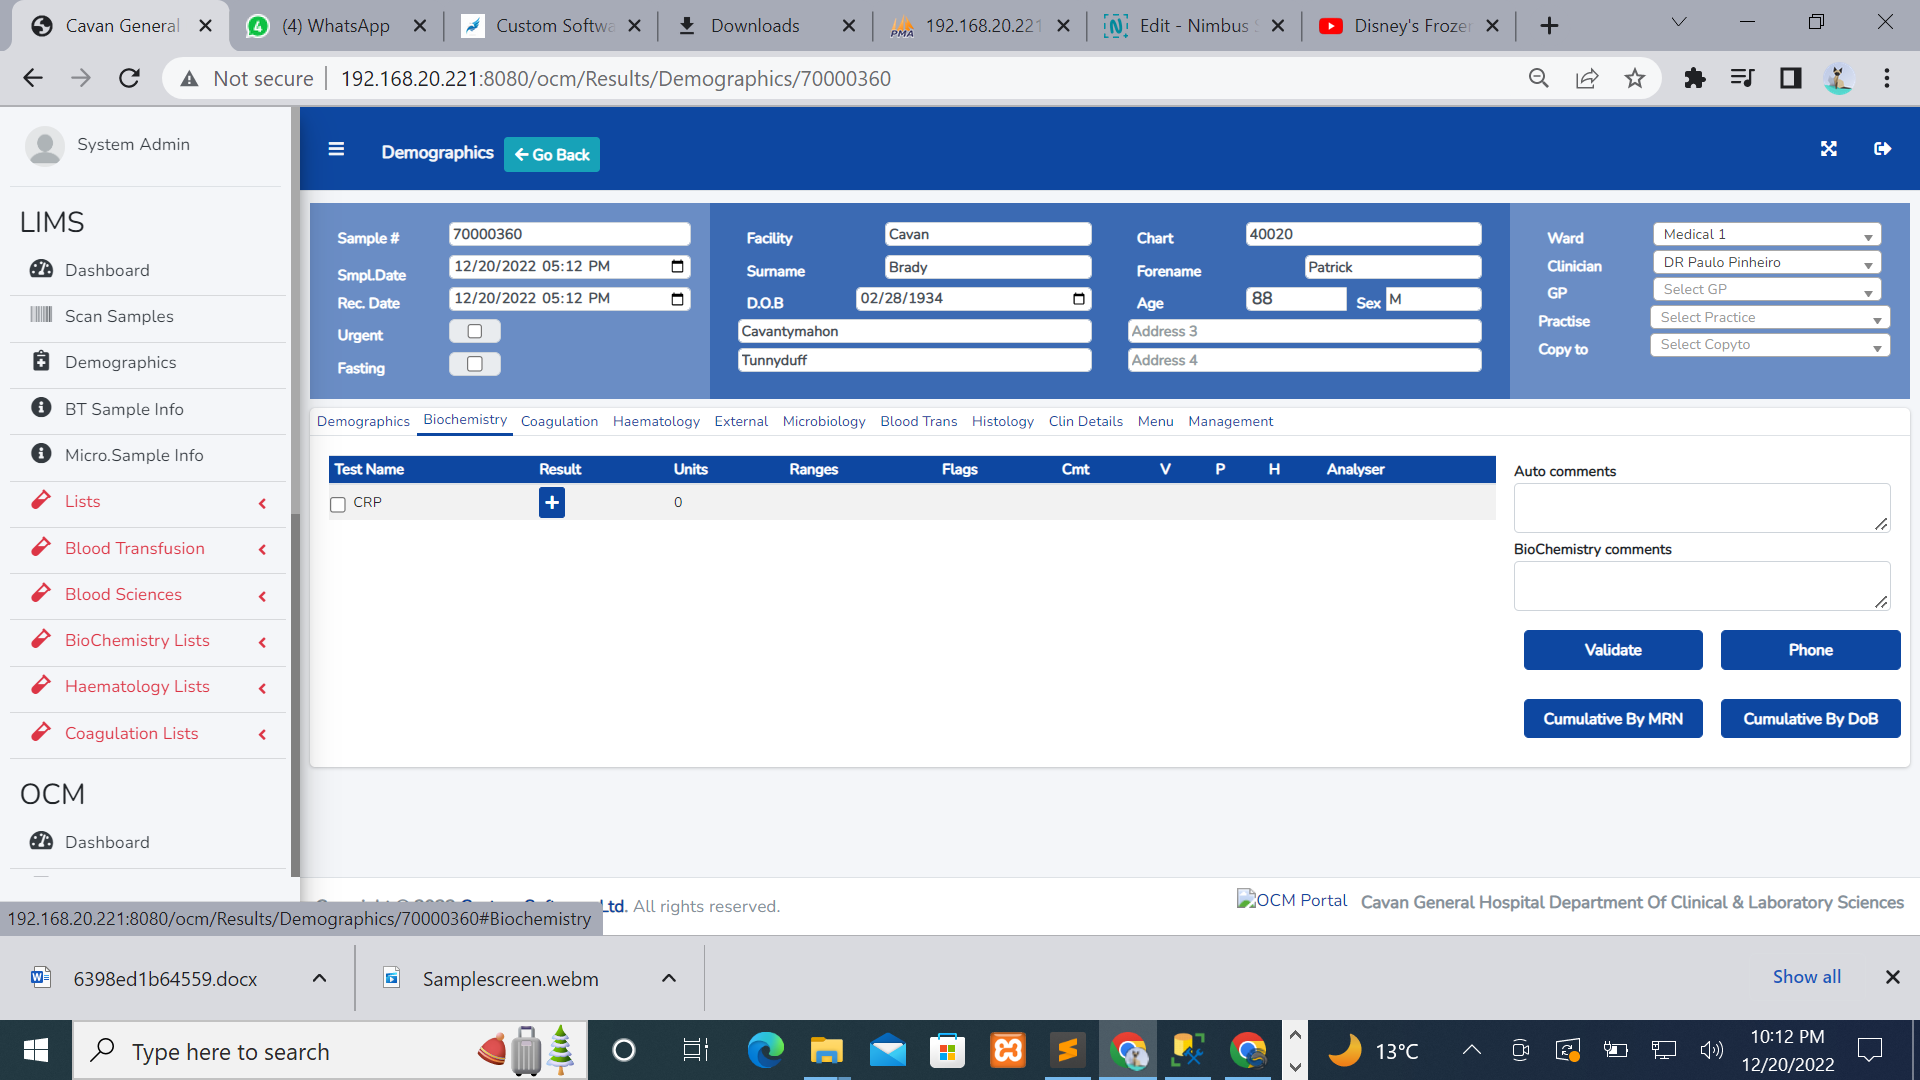 Cavan General
(4) WhatsApp
Custom Softwa
Downloads
192.168.20.221
Edit - Nimbus
Disney's Frozen
Not secure
192.168.20.221:8080/ocm/Results/Demographics/70000360
System Admin
LIMS
Dashboard
Scan Samples
Demographics
BT Sample Info
Micro.Sample Info
Lists
Blood Transfusion
Blood Sciences
BioChemistry Lists
Haematology Lists
Coagulation Lists
OCM
Dashboard
Demographics
Go Back
Sample #
70000360
Smpl.Date
12/20/2022 05:12 PM
Rec. Date
12/20/2022 05:12 PM
Urgent
Fasting
Facility
Cavan
Surname
Brady
D.O.B
02/28/1934
Cavantymahon
Tunnyduff
Chart
40020
Forename
Patrick
Age
88
Sex
M
Address 3
Address 4
Ward
Medical 1
Clinician
DR Paulo Pinheiro
GP
Select GP
Practise
Select Practice
Copy to
Select Copyto
Demographics Biochemistry Coagulation Haematology External Microbiology Blood Trans Histology Clin Details Menu Management
Test Name Result Units Ranges Flags Cmt V P H Analyser
CRP + 0
Auto comments
BioChemistry comments
Validate
Phone
Cumulative By MRN
Cumulative By DoB
Ltd. All rights reserved.
OCM Portal
Cavan General Hospital Department Of Clinical & Laboratory Sciences
192.168.20.221:8080/ocm/Results/Demographics/70000360#Biochemistry
6398ed1b64559.docx
Samplescreen.webm
Show all
Type here to search
13°C
10:12 PM
12/20/2022